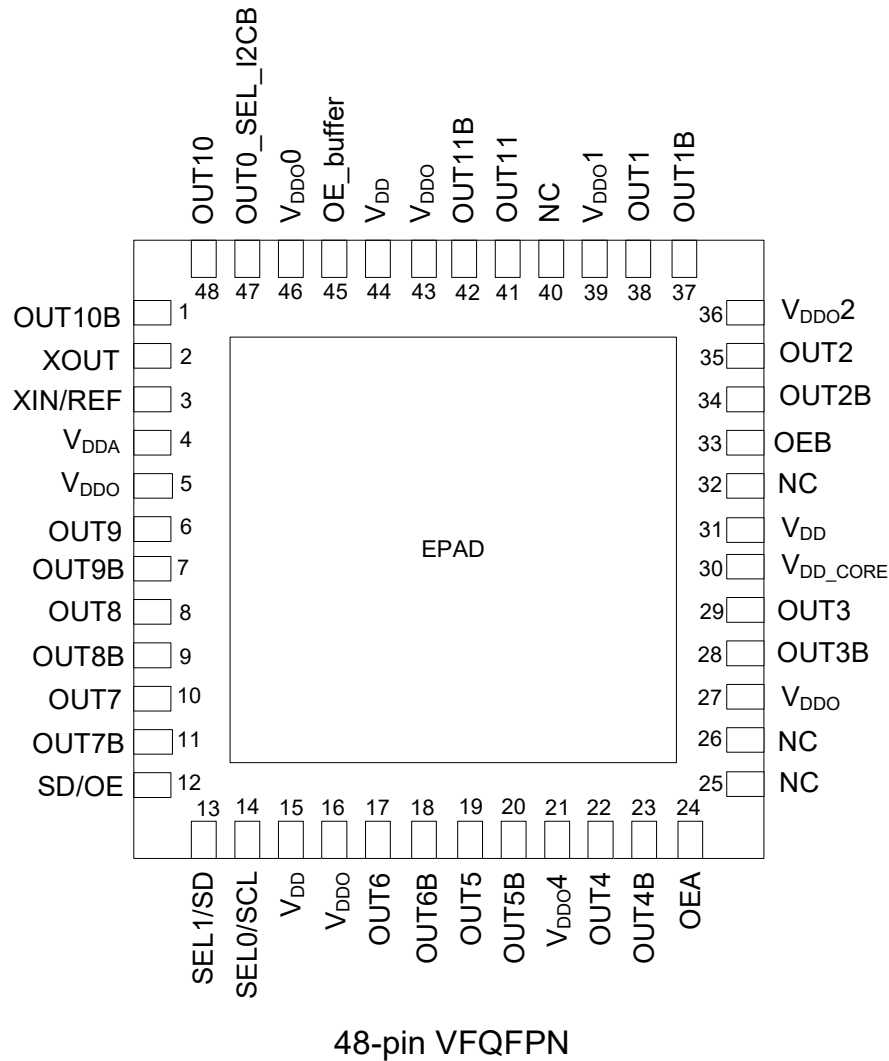 OUT10
OUT0_SEL_I2CB
VDDO0
OE_buffer
VDD
VDDO
OUT11B
OUT11
NC
VDDO1
OUT1
OUT1B
48
47
46
45
44
43
42
41
40
39
38
37
OUT10B 1
XOUT 2
XIN/REF 3
VDDA 4
VDDO 5
OUT9 6
OUT9B 7
OUT8 8
OUT8B 9
OUT7 10
OUT7B 11
SD/OE 12
EPAD
36 VDDO2
35 OUT2
34 OUT2B
33 OEB
32 NC
31 VDD
30 VDD_CORE
29 OUT3
28 OUT3B
27 VDDO
26 NC
25 NC
13
14
15
16
17
18
19
20
21
22
23
24
SEL1/SD
SEL0/SCL
VDD
VDDO
OUT6
OUT6B
OUT5
OUT5B
VDDO4
OUT4
OUT4B
OEA
48-pin VFQFPN